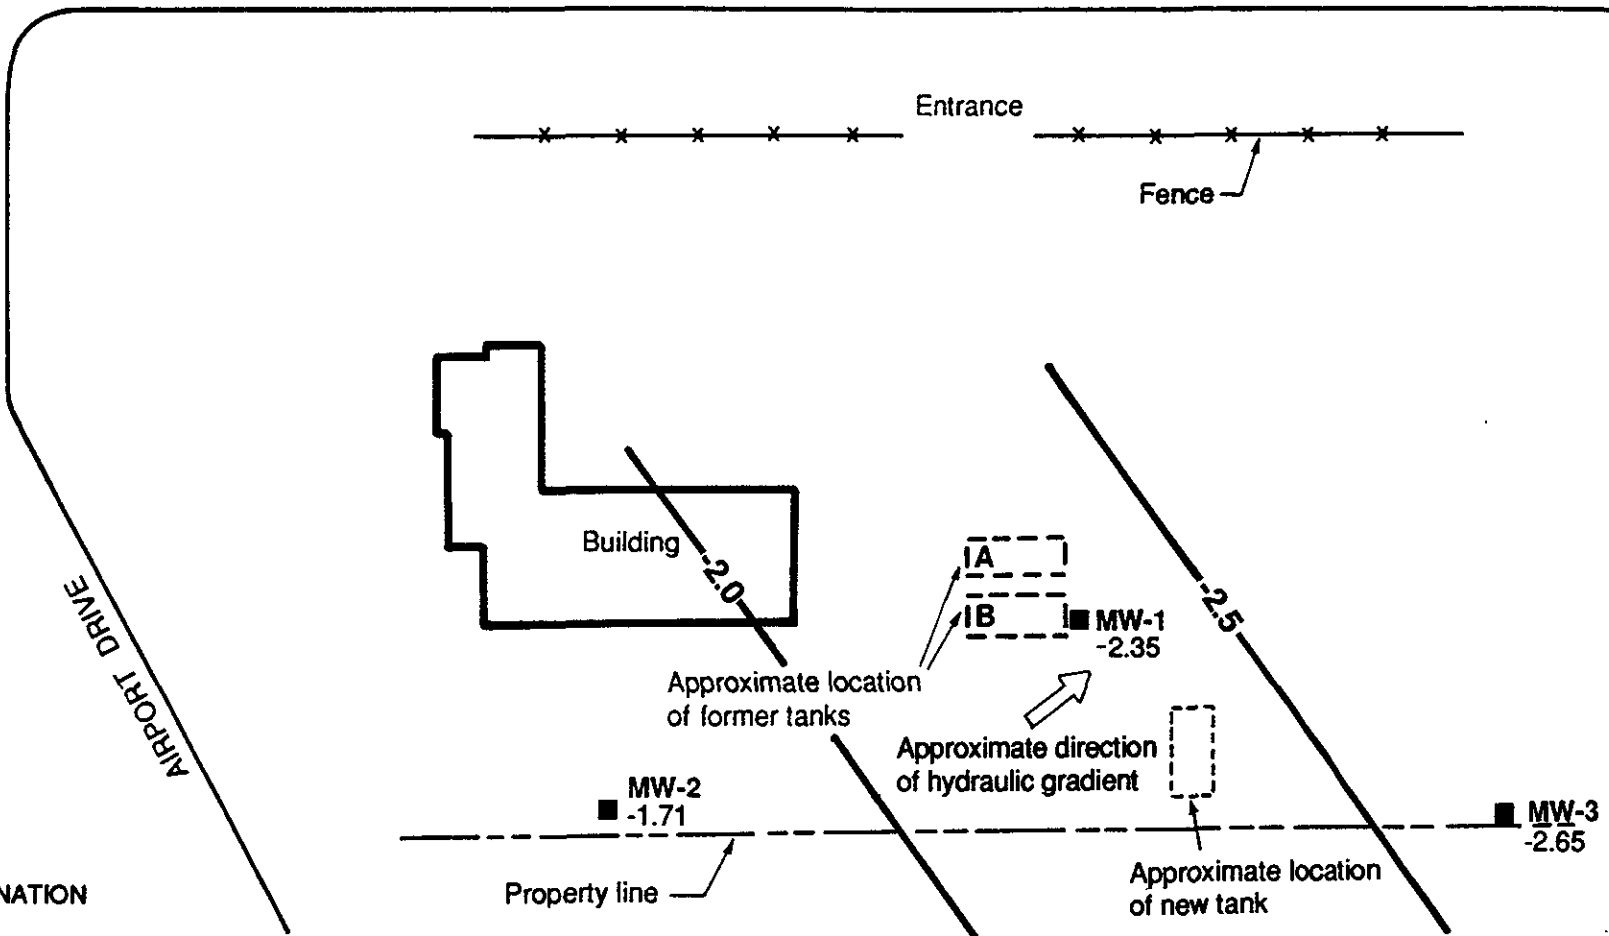 Entrance
Fence
Building
-2.0
A
B
MW-1
-2.35
-2.5
AIRPORT DRIVE
Approximate location
of former tanks
Approximate direction
of hydraulic gradient
MW-2
-1.71
MW-3
-2.65
Property line
Approximate location
of new tank
NATION